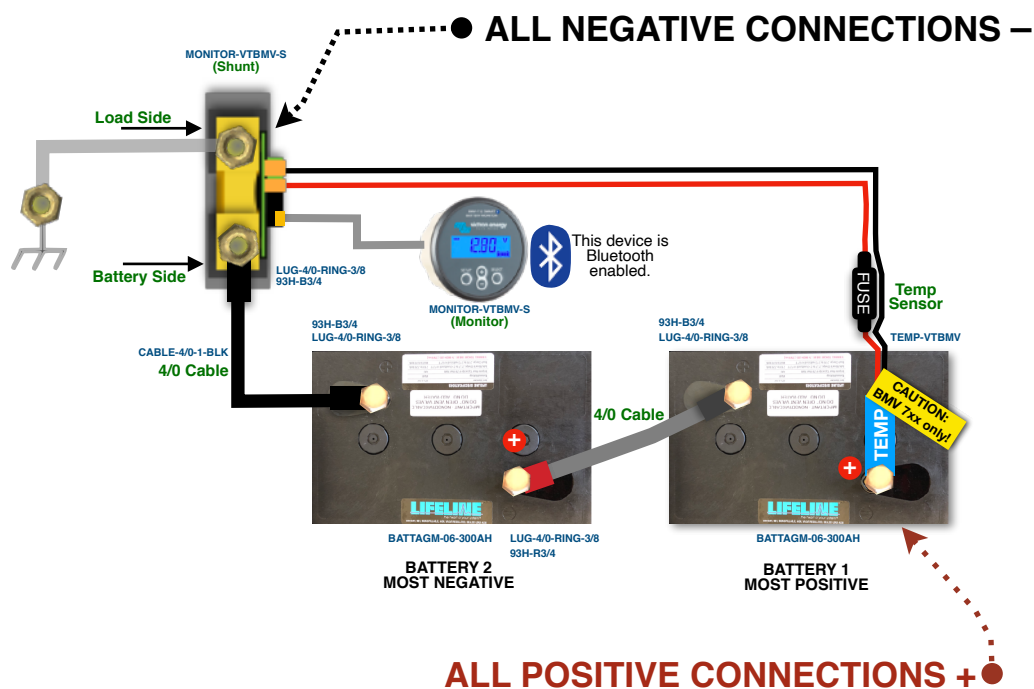 ALL NEGATIVE CONNECTIONS –
MONITOR-VTBMV-S
(Shunt)
Load Side
Battery Side
LUG-4/0-RING-3/8
93H-B3/4
victron energy
12.80 V
This device is
Bluetooth
enabled.
MONITOR-VTBMV-S
(Monitor)
FUSE
Temp
Sensor
TEMP-VTBMV
CABLE-4/0-1-BLK
4/0 Cable
93H-B3/4
LUG-4/0-RING-3/8
93H-B3/4
LUG-4/0-RING-3/8
4/0 Cable
CAUTION:
BMV 7xx only!
TEMP
+
+
LIFELINE
LIFELINE
BATTAGM-06-300AH
LUG-4/0-RING-3/8
93H-R3/4
BATTERY 2
MOST NEGATIVE
BATTAGM-06-300AH
BATTERY 1
MOST POSITIVE
ALL POSITIVE CONNECTIONS +